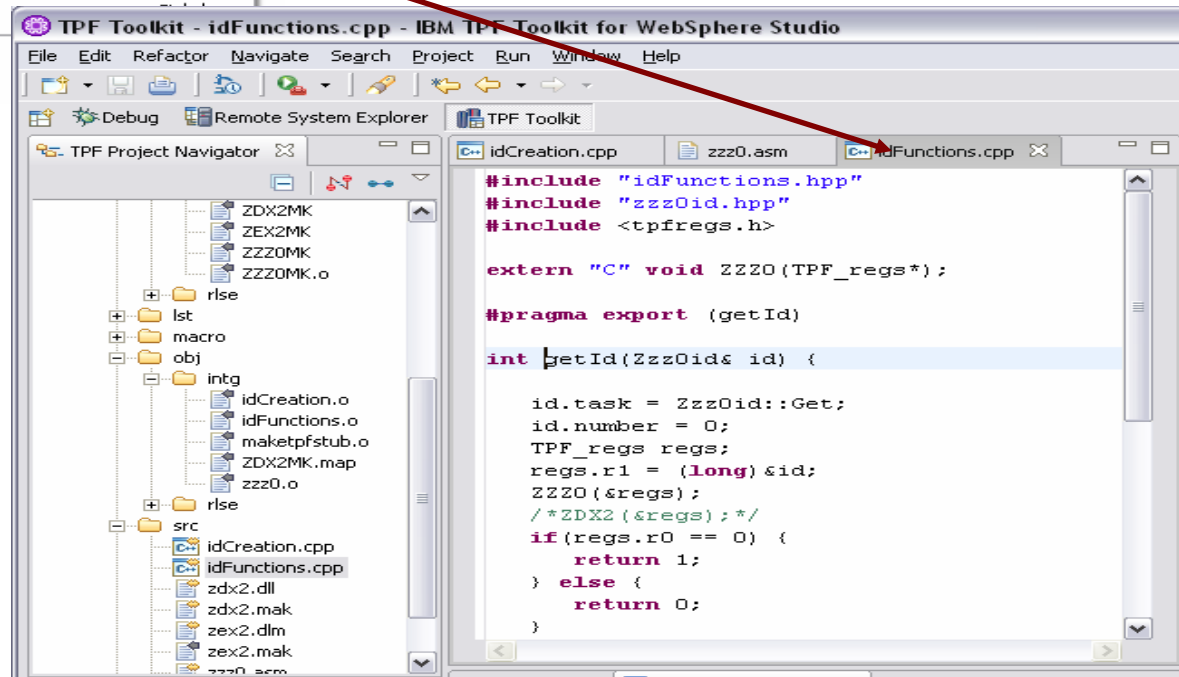 TPF Toolkit - idFunctions.cpp - IBM TPF Toolkit for WebSphere Studio
File Edit Refactor Navigate Search Project Run Window Help
Debug Remote System Explorer TPF Toolkit
TPF Project Navigator
ZDX2MK
ZEX2MK
ZZZ0MK
ZZZ0MK.o
rlse
lst
macro
obj
intg
idCreation.o
idFunctions.o
maketpfstub.o
ZDX2MK.map
zzz0.o
rlse
src
idCreation.cpp
idFunctions.cpp
zdx2.dll
zdx2.mak
zex2.dlm
zex2.mak
zzz0.asm
idCreation.cpp zzz0.asm idFunctions.cpp
#include "idFunctions.hpp"
#include "zzz0id.hpp"
#include <tpfregs.h>
extern "C" void ZZZ0(TPF_regs*);
#pragma export (getId)
int getId(Zzz0id& id) {
id.task = Zzz0id::Get;
id.number = 0;
TPF_regs regs;
regs.r1 = (long)&id;
ZZZ0(&regs);
/*ZDX2(&regs);*/
if(regs.r0 == 0) {
return 1;
} else {
return 0;
}